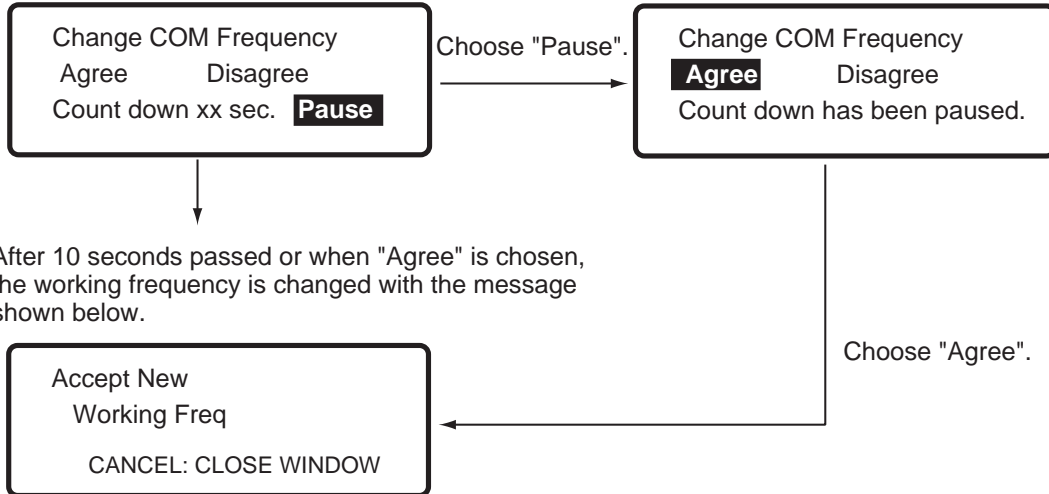 Change COM Frequency
Agree Disagree
Count down xx sec. Pause
Choose "Pause".
Change COM Frequency
Agree Disagree
Count down has been paused.
After 10 seconds passed or when "Agree" is chosen,
the working frequency is changed with the message
shown below.
Choose "Agree".
Accept New
Working Freq
CANCEL: CLOSE WINDOW